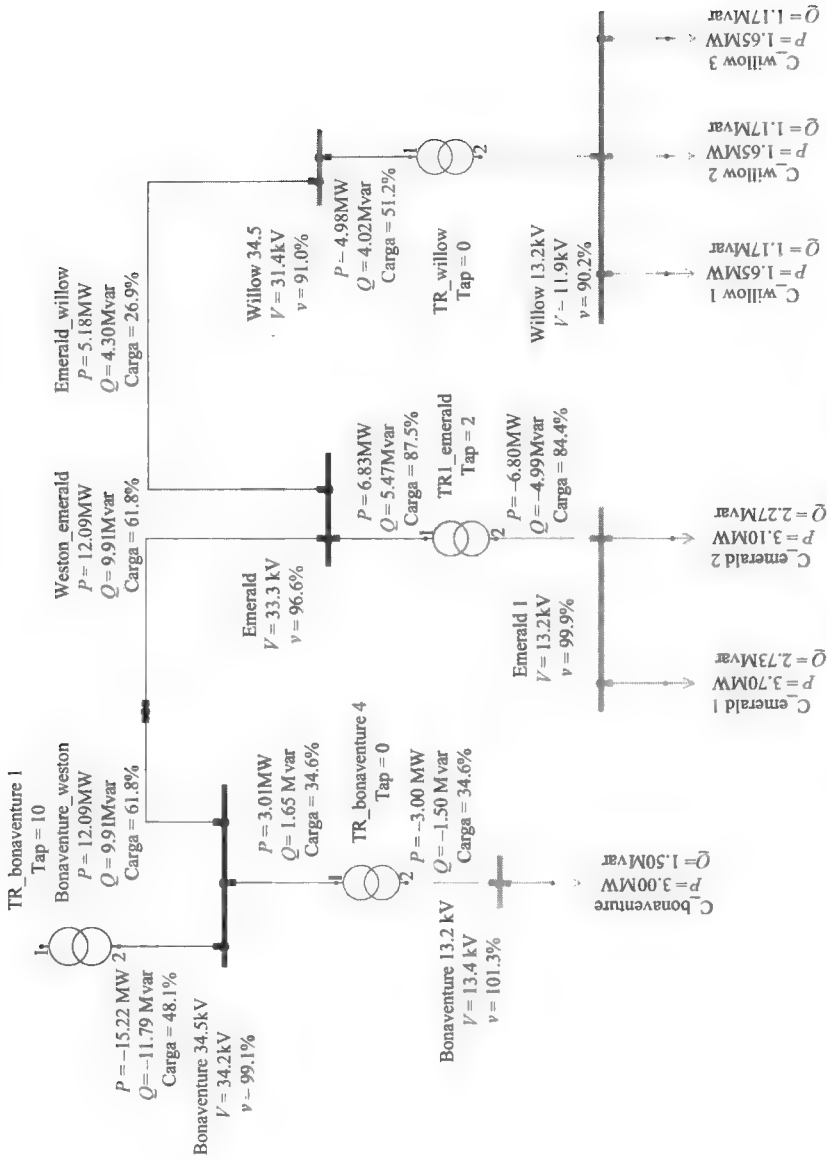 TR_bonaventure 1
Tap = 10
1
2
P = −15.22 MW
Q = −11.79 Mvar
Carga = 48.1%
Bonaventure 34.5kV
V = 34.2kV
v = 99.1%
Bonaventure_weston
P = 12.09MW
Q = 9.91Mvar
Carga = 61.8%
P = 3.01MW
Q = 1.65 Mvar
Carga = 34.6%
TR_bonaventure 4
Tap = 0
1
2
P = −3.00 MW
Q = −1.50 Mvar
Carga = 34.6%
Bonaventure 13.2 kV
V = 13.4 kV
v = 101.3%
C_bonaventure
P = 3.00MW
Q = 1.50Mvar
Weston_emerald
P = 12.09MW
Q = 9.91Mvar
Carga = 61.8%
Emerald
V = 33.3 kV
v = 96.6%
P = 6.83MW
Q = 5.47Mvar
Carga = 87.5%
TR1_emerald
Tap = 2
1
2
P = −6.80MW
Q = −4.99Mvar
Carga = 84.4%
Emerald 1
V = 13.2kV
v = 99.9%
C_emerald 1
P = 3.70MW
Q = 2.73Mvar
C_emerald 2
P = 3.10MW
Q = 2.27Mvar
Emerald_willow
P = 5.18MW
Q = 4.30Mvar
Carga = 26.9%
Willow 34.5
V = 31.4kV
v = 91.0%
P = 4.98MW
Q = 4.02Mvar
Carga = 51.2%
TR_willow
Tap = 0
1
2
Willow 13.2kV
V = 11.9kV
v = 90.2%
C_willow 1
P = 1.65MW
Q = 1.17Mvar
C_willow 2
P = 1.65MW
Q = 1.17Mvar
C_willow 3
P = 1.65MW
Q = 1.17Mvar